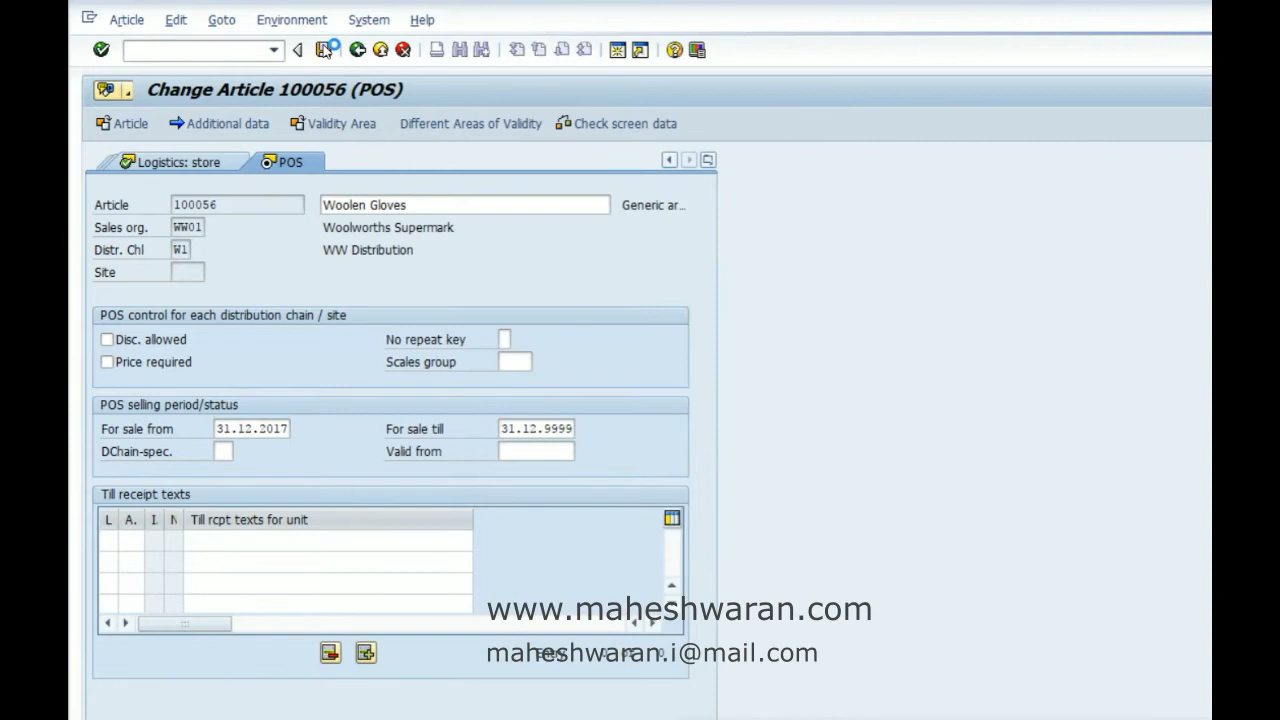 Article Edit Goto Environment System Help
Change Article 100056 (POS)
Article Additional data Validity Area Different Areas of Validity Check screen data
Logistics: store POS
Article 100056 Woolen Gloves Generic ar...
Sales org. WW01 Woolworths Supermark
Distr. Chl W1 WW Distribution
Site
POS control for each distribution chain / site
Disc. allowed No repeat key
Price required Scales group
POS selling period/status
For sale from 31.12.2017 For sale till 31.12.9999
DChain-spec. Valid from
Till receipt texts
L A. I. N Till rcpt texts for unit
www.maheshwaran.com
maheshwaran.i@mail.com